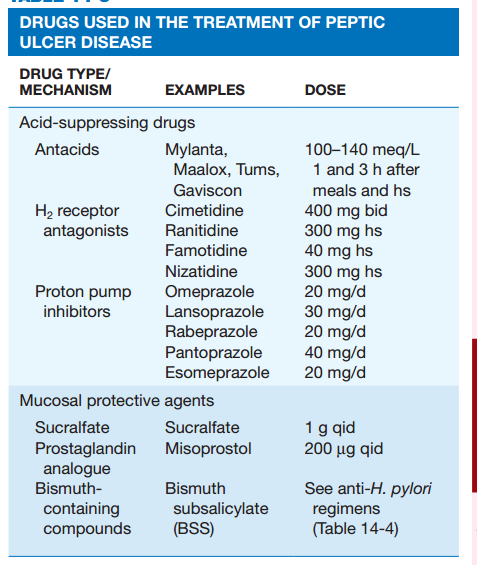 DRUGS USED IN THE TREATMENT OF PEPTIC
ULCER DISEASE
DRUG TYPE/
MECHANISM EXAMPLES DOSE
Acid-suppressing drugs
Antacids Mylanta, 100–140 meq/L
Maalox, Tums, 1 and 3 h after
Gaviscon meals and hs
H₂ receptor Cimetidine 400 mg bid
antagonists Ranitidine 300 mg hs
Famotidine 40 mg hs
Nizatidine 300 mg hs
Proton pump Omeprazole 20 mg/d
inhibitors Lansoprazole 30 mg/d
Rabeprazole 20 mg/d
Pantoprazole 40 mg/d
Esomeprazole 20 mg/d
Mucosal protective agents
Sucralfate Sucralfate 1 g qid
Prostaglandin Misoprostol 200 μg qid
analogue
Bismuth- Bismuth See anti-H. pylori
containing subsalicylate regimens
compounds (BSS) (Table 14-4)